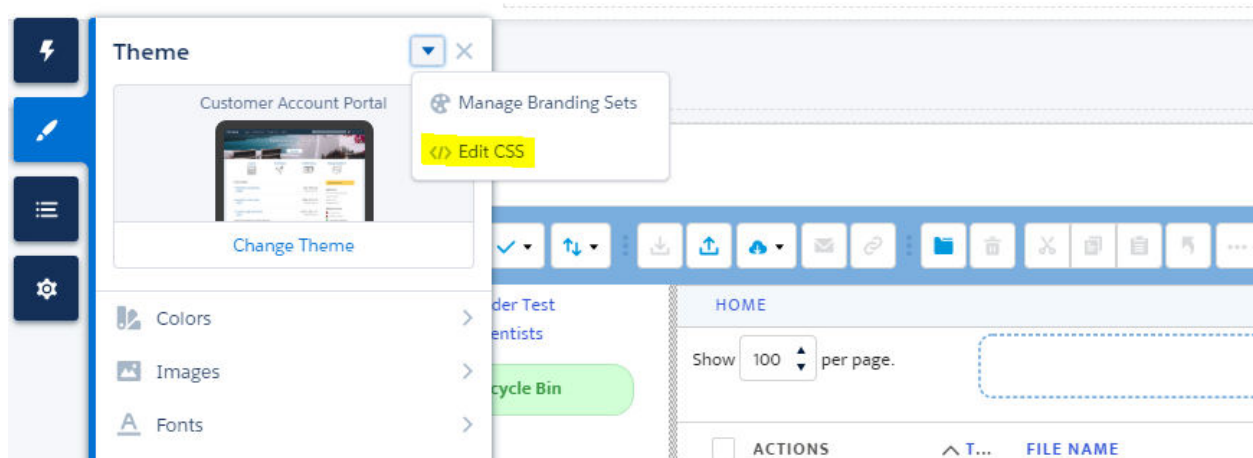 Theme
Customer Account Portal
Manage Branding Sets
</> Edit CSS
Change Theme
Colors
Images
A Fonts
der Test
entists
cycle Bin
HOME
Show 100 per page.
ACTIONS T... FILE NAME